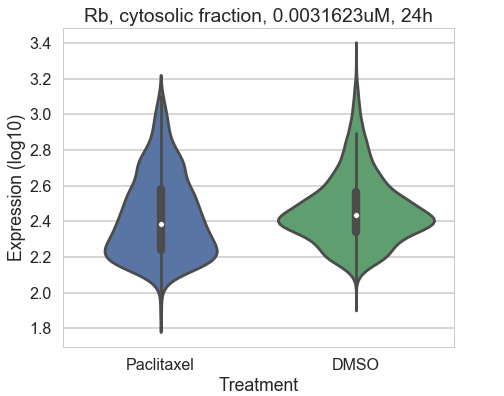 Rb, cytosolic fraction, 0.0031623uM, 24h
Expression (log10)
3.4
3.2
3.0
2.8
2.6
2.4
2.2
2.0
1.8
Paclitaxel DMSO
Treatment